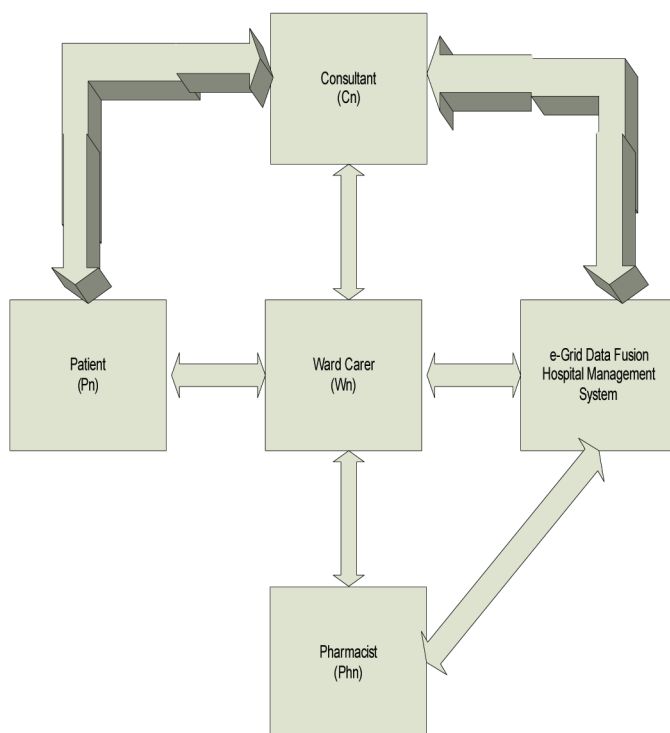 Consultant
(Cn)
Patient
(Pn)
Ward Carer
(Wn)
e-Grid Data Fusion
Hospital Management
System
Pharmacist
(Phn)